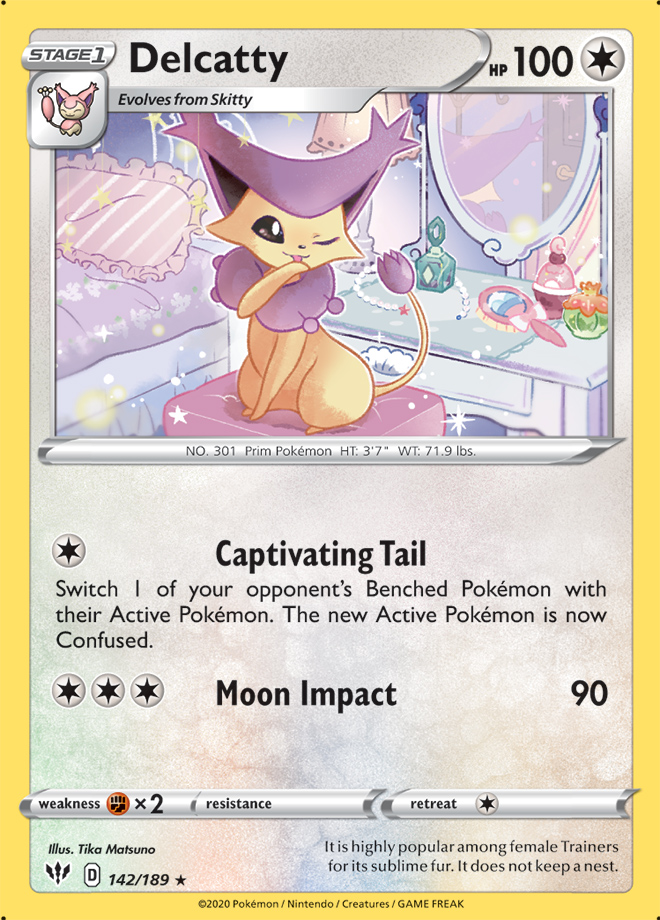 STAGE1
Delcatty
HP 100
Evolves from Skitty
NO. 301 Prim Pokémon HT: 3'7" WT: 71.9 lbs.
Captivating Tail
Switch 1 of your opponent's Benched Pokémon with
their Active Pokémon. The new Active Pokémon is now
Confused.
Moon Impact 90
weakness ×2 resistance retreat
Illus. Tika Matsuno
It is highly popular among female Trainers
for its sublime fur. It does not keep a nest.
D 142/189 ★
©2020 Pokémon / Nintendo / Creatures / GAME FREAK